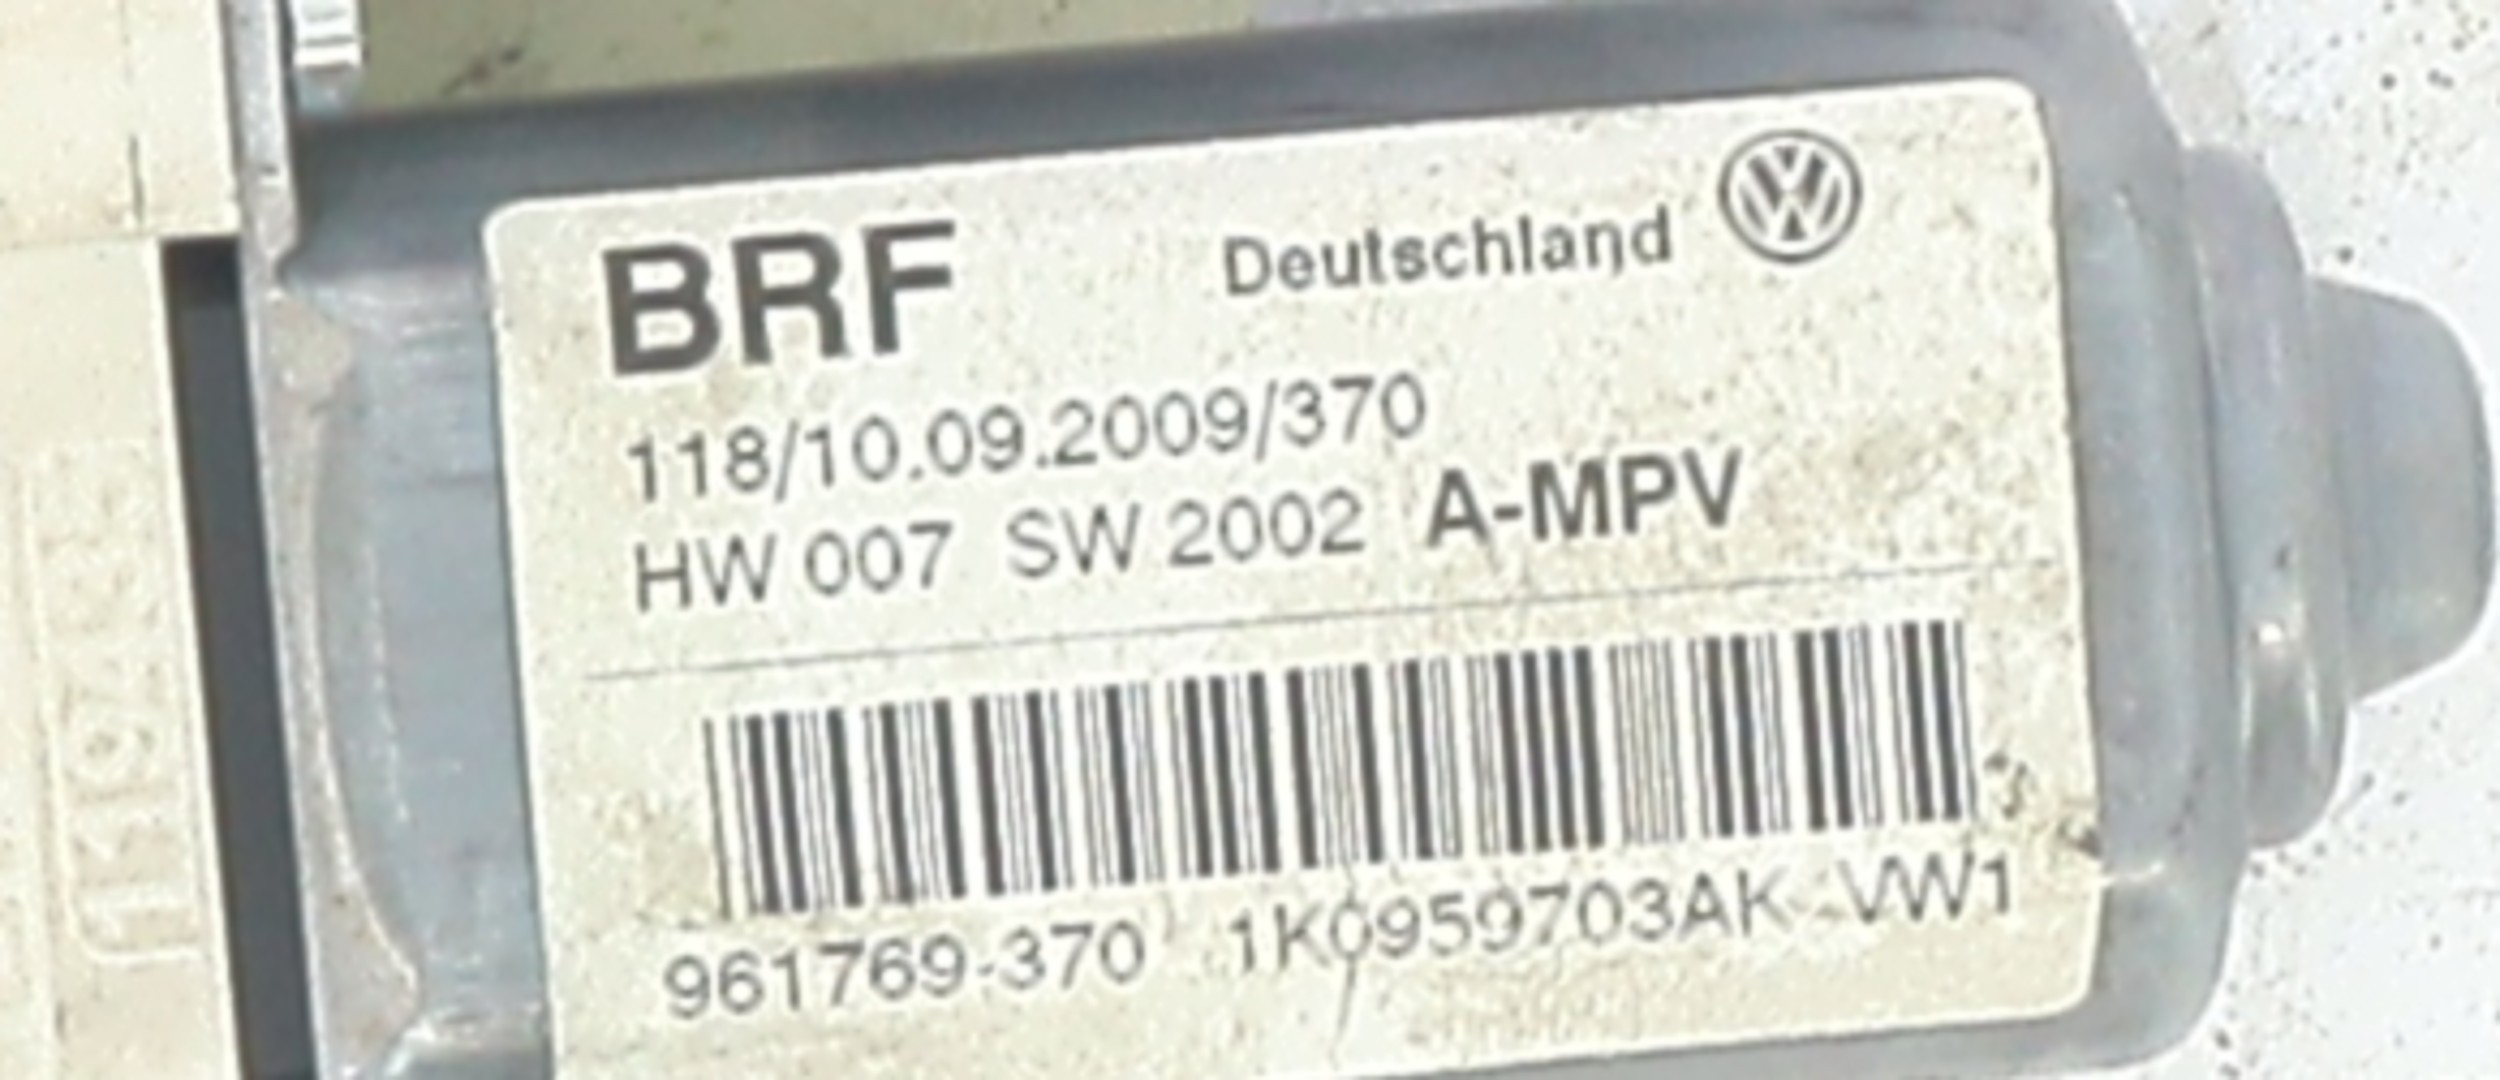 BRF Deutschland
118/10.09.2009/370
HW 007 SW 2002 A-MPV
961769-370 1K0959703AK VW1